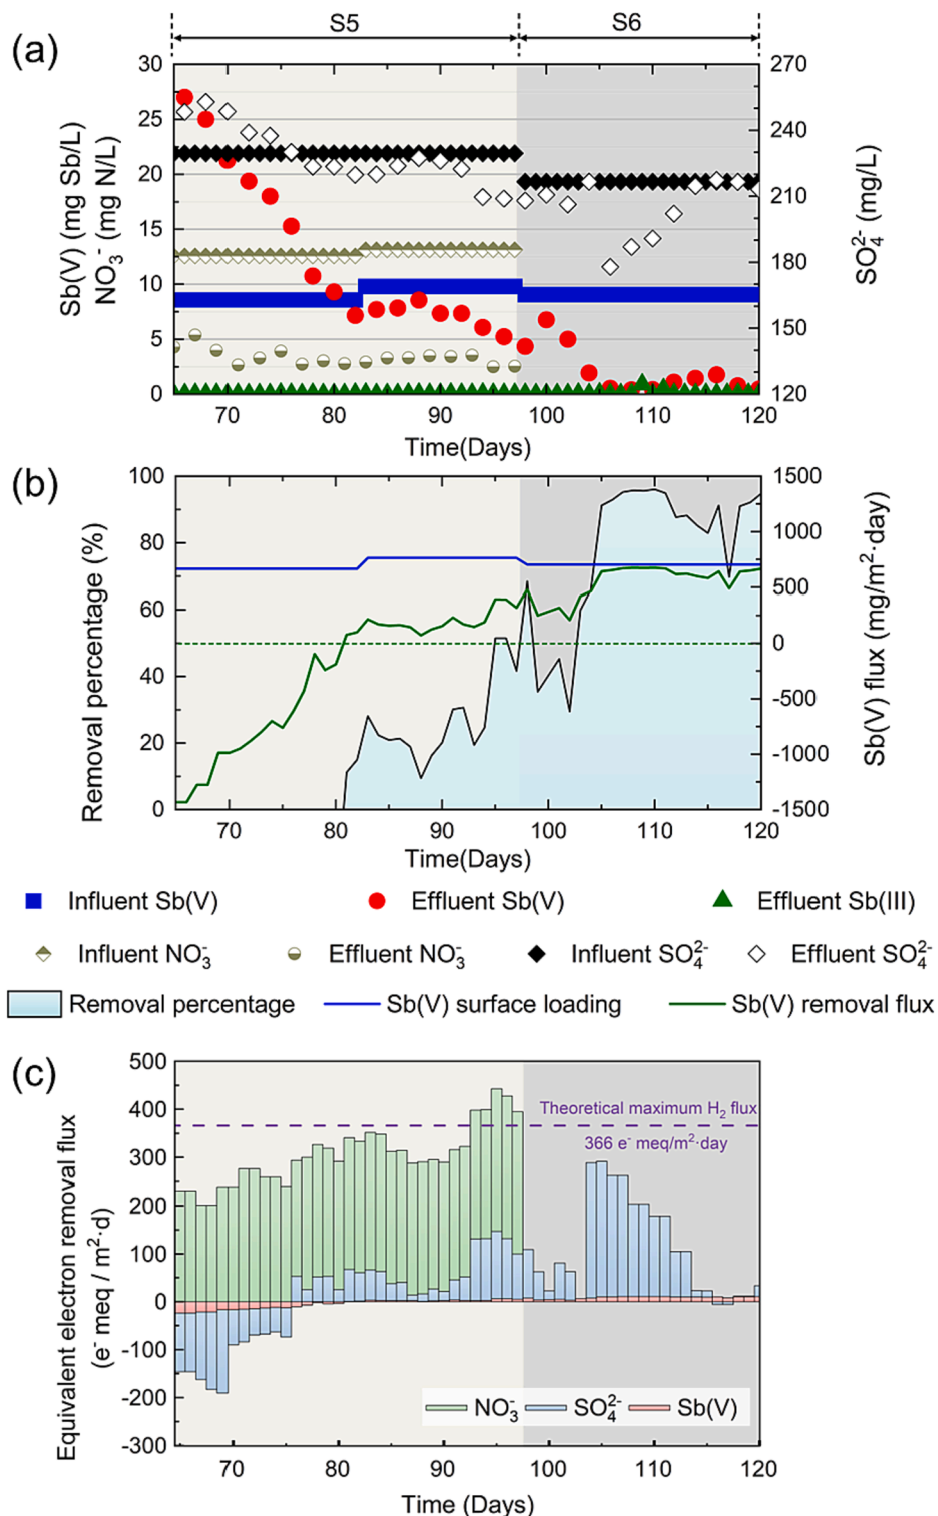 S5 S6
(a)
30 270
25 240
20 210
15 180
10 150
5
0 120
Sb(V) (mg Sb/L)
NO₃⁻ (mg N/L)
SO₄²⁻ (mg/L)
70 80 90 100 110 120
Time(Days)
(b)
100 1500
80 1000
60 500
0
40 -500
20 -1000
0 -1500
Removal percentage (%)
Sb(V) flux (mg/m²·day)
70 80 90 100 110 120
Time(Days)
Influent Sb(V) Effluent Sb(V) Effluent Sb(III)
Influent NO₃⁻ Effluent NO₃⁻ Influent SO₄²⁻ Effluent SO₄²⁻
Removal percentage Sb(V) surface loading Sb(V) removal flux
(c)
500
400
300
200
100
0
-100
-200
-300
Equivalent electron removal flux
(e⁻ meq / m²·d)
Theoretical maximum H₂ flux
366 e⁻ meq/m²·day
NO₃⁻ SO₄²⁻ Sb(V)
70 80 90 100 110 120
Time (Days)